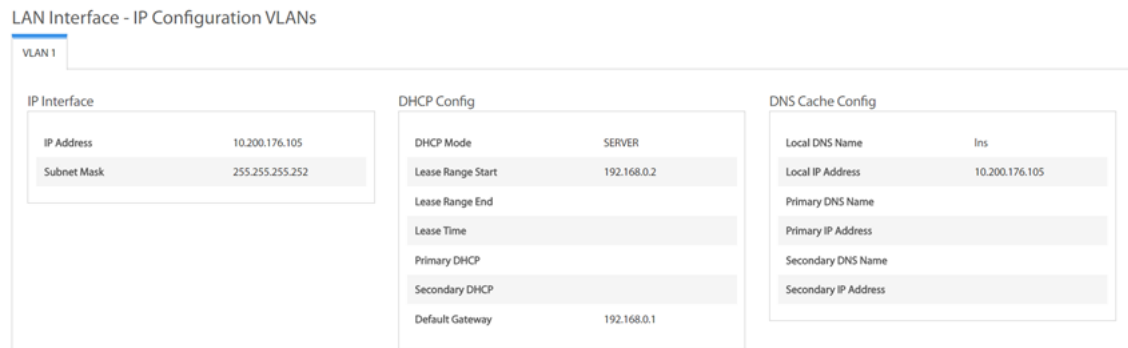 LAN Interface - IP Configuration VLANs
VLAN 1
IP Interface
IP Address 10.200.176.105
Subnet Mask 255.255.255.252
DHCP Config
DHCP Mode SERVER
Lease Range Start 192.168.0.2
Lease Range End
Lease Time
Primary DHCP
Secondary DHCP
Default Gateway 192.168.0.1
DNS Cache Config
Local DNS Name lns
Local IP Address 10.200.176.105
Primary DNS Name
Primary IP Address
Secondary DNS Name
Secondary IP Address